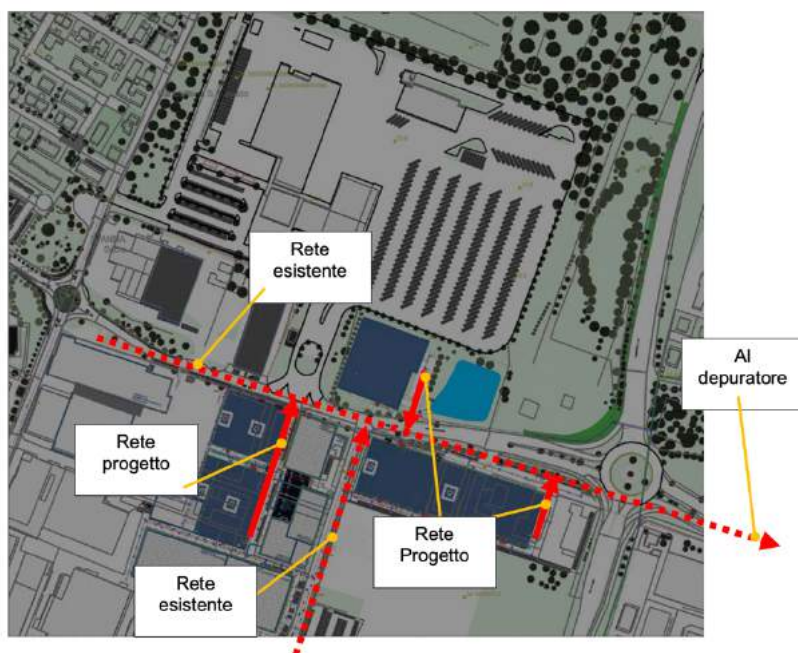 Rete
esistente
Al
depuratore
Rete
progetto
Rete
Progetto
Rete
esistente